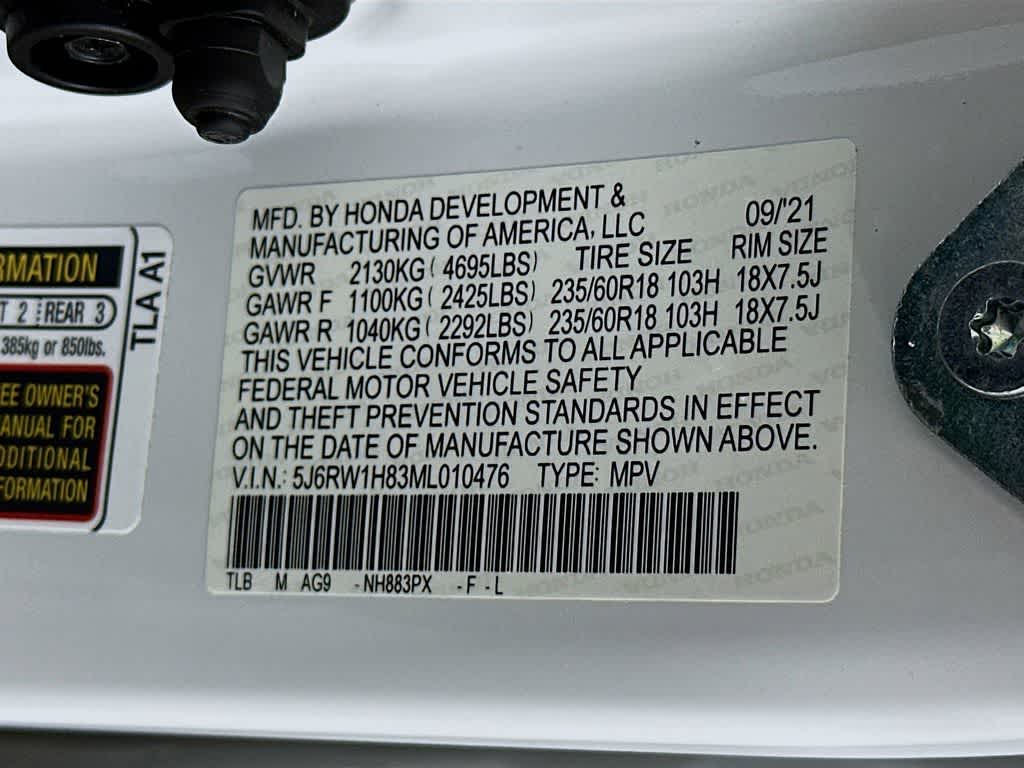 MFD. BY HONDA DEVELOPMENT &
MANUFACTURING OF AMERICA, LLC 09/'21
GVWR 2130KG ( 4695LBS) TIRE SIZE RIM SIZE
GAWR F 1100KG ( 2425LBS) 235/60R18 103H 18X7.5J
GAWR R 1040KG ( 2292LBS) 235/60R18 103H 18X7.5J
THIS VEHICLE CONFORMS TO ALL APPLICABLE
FEDERAL MOTOR VEHICLE SAFETY
AND THEFT PREVENTION STANDARDS IN EFFECT
ON THE DATE OF MANUFACTURE SHOWN ABOVE.
V.I.N.: 5J6RW1H83ML010476 TYPE: MPV
TLB M AG9 -NH883PX -F-L
RMATION
T 2 REAR 3
385kg or 850lbs.
EE OWNER'S
MANUAL FOR
DDITIONAL
FORMATION
TLA A1
HONDA